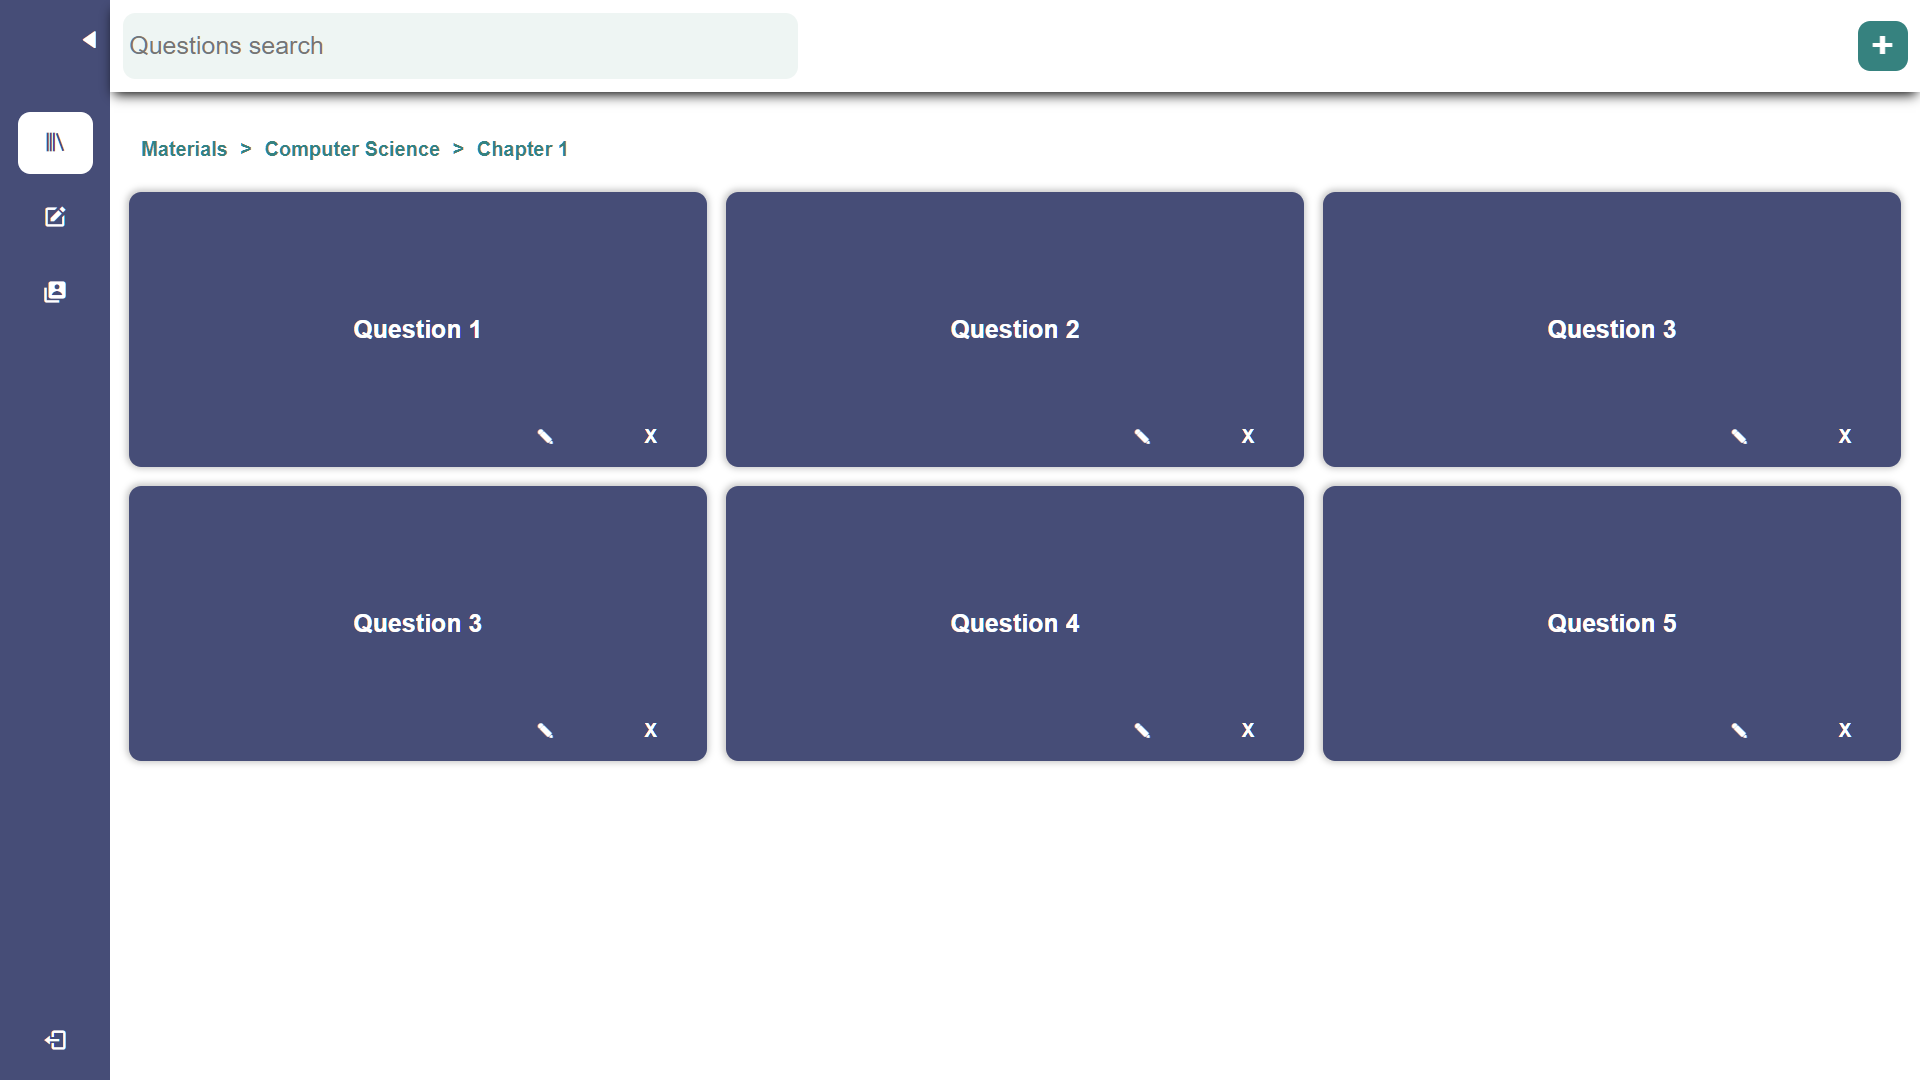 Questions search
+
Materials > Computer Science > Chapter 1
Question 1
X
Question 2
X
Question 3
X
Question 3
X
Question 4
X
Question 5
X